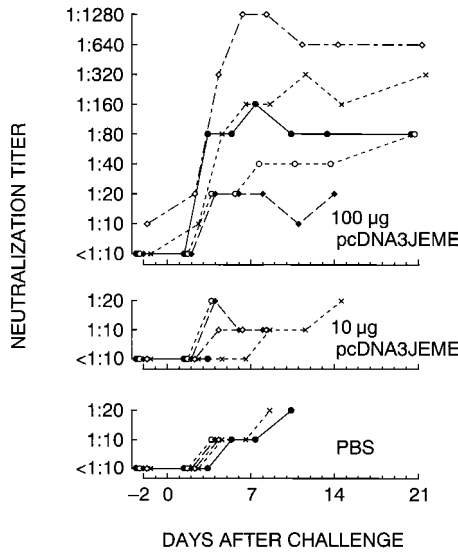 NEUTRALIZATION TITER
1:1280
1:640
1:320
1:160
1:80
1:40
1:20
1:10
<1:10
100 µg
pcDNA3JEME
1:20
1:10
<1:10
10 µg
pcDNA3JEME
1:20
1:10
<1:10
PBS
−2 0 7 14 21
DAYS AFTER CHALLENGE